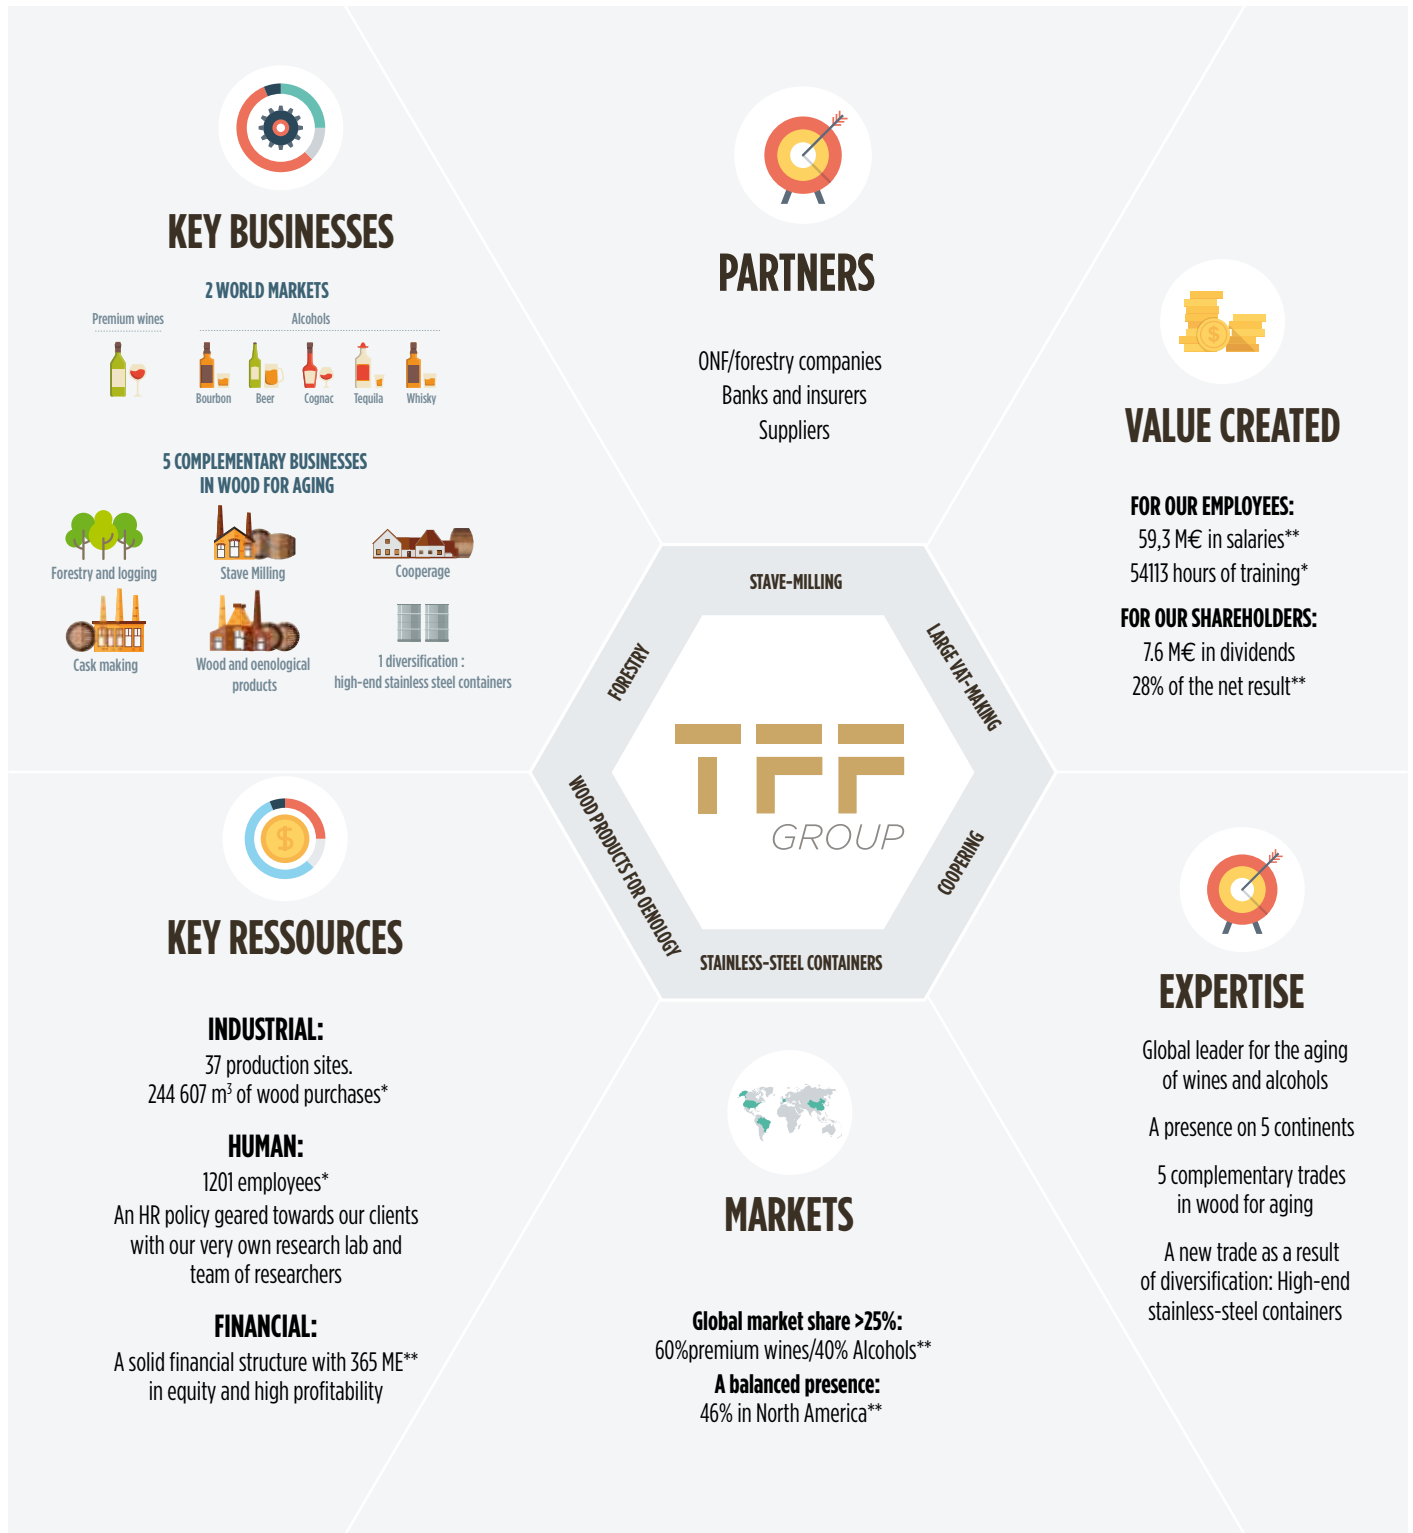 KEY BUSINESSES
2 WORLD MARKETS
Premium wines
Alcohols
Bourbon
Beer
Cognac
Tequila
Whisky
5 COMPLEMENTARY BUSINESSES
IN WOOD FOR AGING
Forestry and logging
Stave Milling
Cooperage
Cask making
Wood and oenological
products
1 diversification :
high-end stainless steel containers
PARTNERS
ONF/forestry companies
Banks and insurers
Suppliers
VALUE CREATED
FOR OUR EMPLOYEES:
59,3 M€ in salaries**
54113 hours of training*
FOR OUR SHAREHOLDERS:
7.6 M€ in dividends
28% of the net result**
STAVE-MILLING
LARGE VAT-MAKING
COOPERING
STAINLESS-STEEL CONTAINERS
WOOD PRODUCTS FOR OENOLOGY
FORESTRY
TFF
GROUP
KEY RESSOURCES
INDUSTRIAL:
37 production sites.
244 607 m³ of wood purchases*
HUMAN:
1201 employees*
An HR policy geared towards our clients
with our very own research lab and
team of researchers
FINANCIAL:
A solid financial structure with 365 ME**
in equity and high profitability
MARKETS
Global market share >25%:
60%premium wines/40% Alcohols**
A balanced presence:
46% in North America**
EXPERTISE
Global leader for the aging
of wines and alcohols
A presence on 5 continents
5 complementary trades
in wood for aging
A new trade as a result
of diversification: High-end
stainless-steel containers